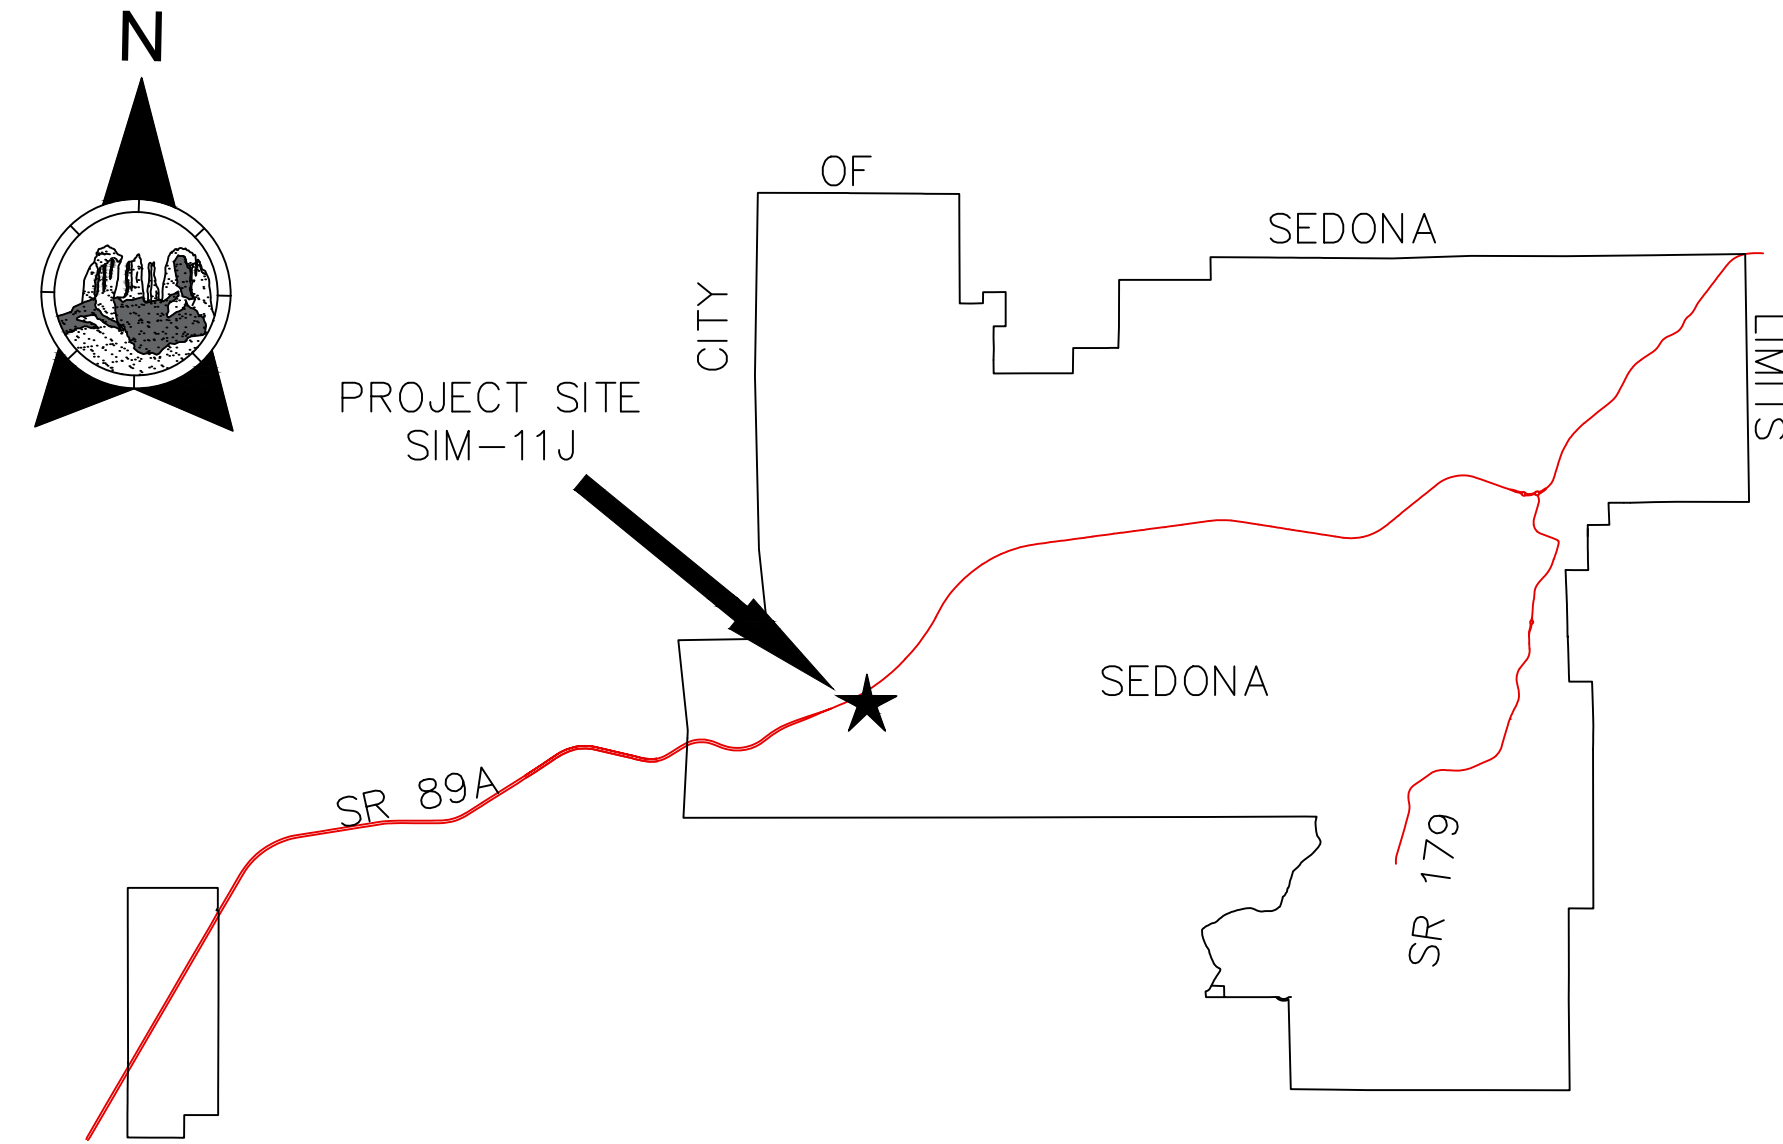 N
OF
SEDONA
CITY
LIMITS
PROJECT SITE
SIM-11J
SEDONA
SR 89A
SR 179